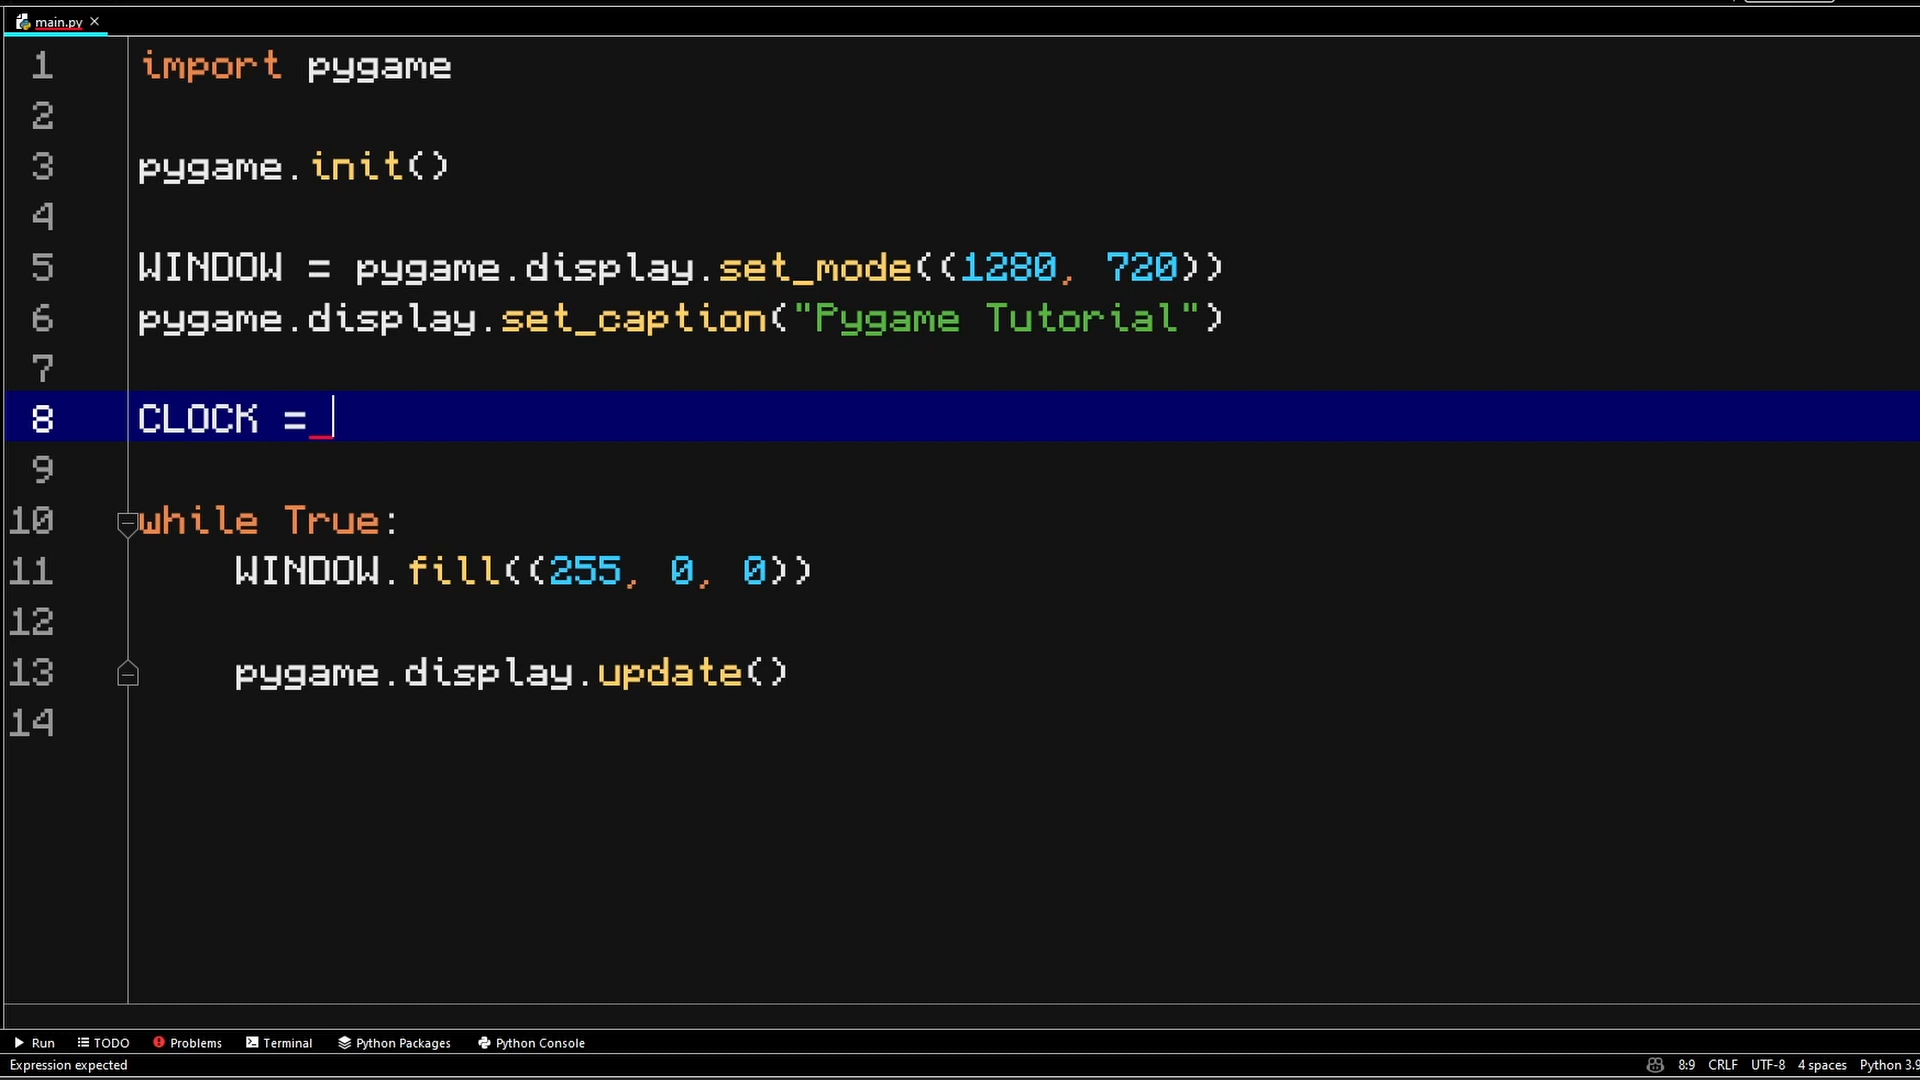 main.py
1 import pygame
2
3 pygame.init()
4
5 WINDOW = pygame.display.set_mode((1280, 720))
6 pygame.display.set_caption("Pygame Tutorial")
7
8 CLOCK =
9
10 while True:
11 WINDOW.fill((255, 0, 0))
12
13 pygame.display.update()
14
Run TODO Problems Terminal Python Packages Python Console
Expression expected 8:9 CRLF UTF-8 4 spaces Python 3.9